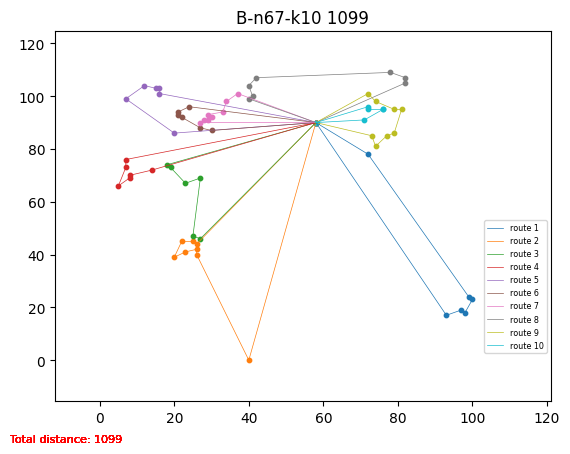 B-n67-k10 1099
120
100
80
60
40
20
0
0 20 40 60 80 100 120
route 1
route 2
route 3
route 4
route 5
route 6
route 7
route 8
route 9
route 10
Total distance: 1099